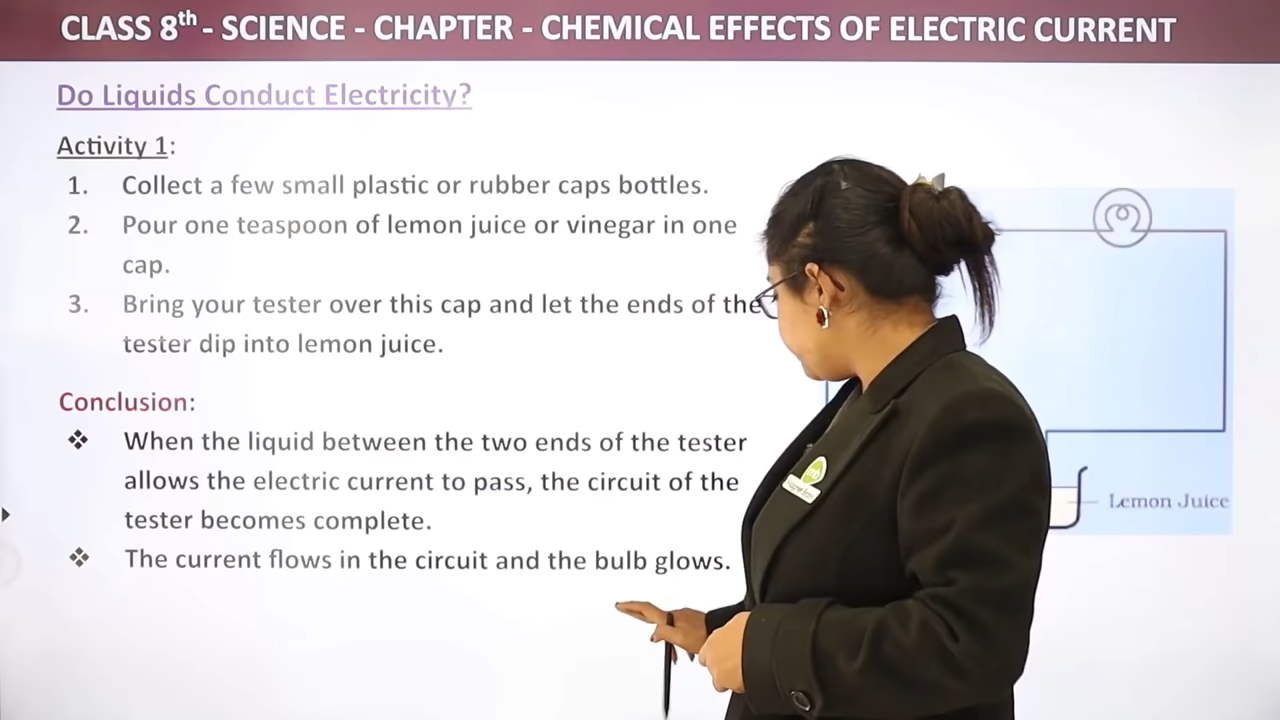 CLASS 8th - SCIENCE - CHAPTER - CHEMICAL EFFECTS OF ELECTRIC CURRENT
Do Liquids Conduct Electricity?
Activity 1:
1. Collect a few small plastic or rubber caps bottles.
2. Pour one teaspoon of lemon juice or vinegar in one
cap.
3. Bring your tester over this cap and let the ends of the
tester dip into lemon juice.
Conclusion:
❖ When the liquid between the two ends of the tester
allows the electric current to pass, the circuit of the
tester becomes complete.
❖ The current flows in the circuit and the bulb glows.
Lemon Juice